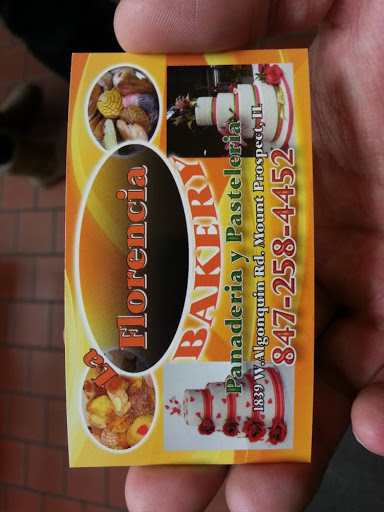 La Florencia
BAKERY
Panaderia y Pasteleria
1839 W. Algonquin Rd. Mount Prospect, IL
847-258-4452